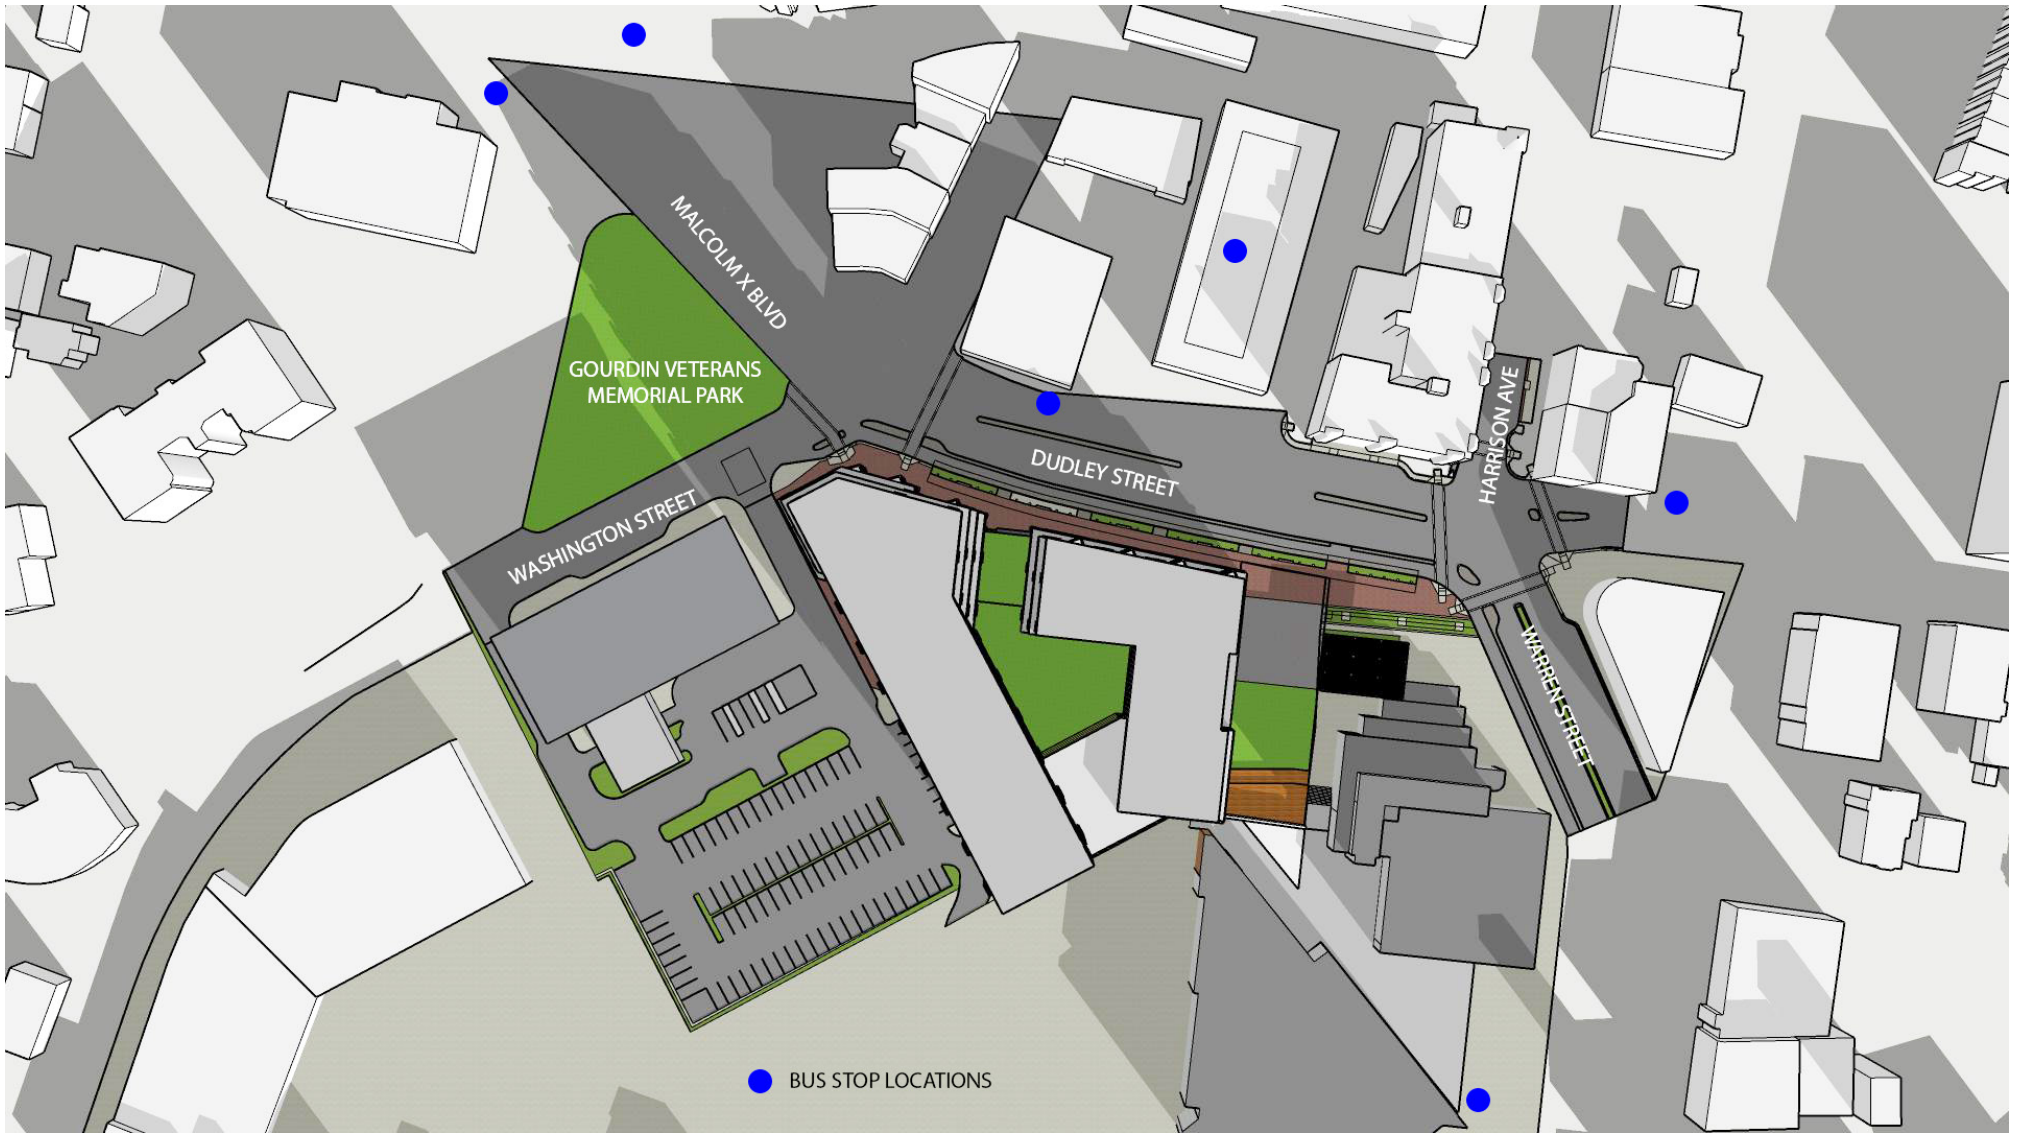 MALCOLM X BLVD
GOURDIN VETERANS
MEMORIAL PARK
HARRISON AVE
DUDLEY STREET
WASHINGTON STREET
WARREN STREET
BUS STOP LOCATIONS